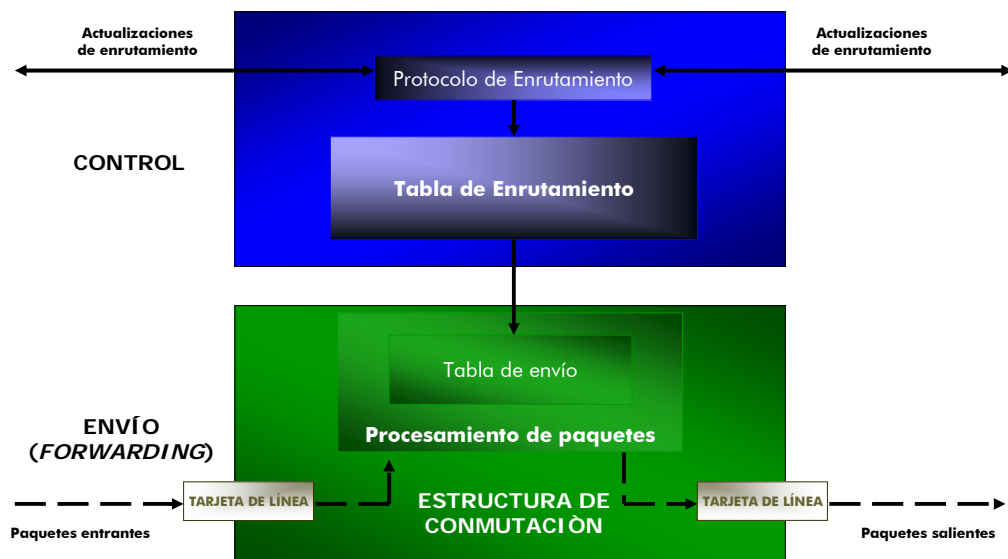 Actualizaciones
de enrutamiento
Actualizaciones
de enrutamiento
Protocolo de Enrutamiento
CONTROL
Tabla de Enrutamiento
Tabla de envío
ENVÍO
(FORWARDING)
Procesamiento de paquetes
TARJETA DE LÍNEA
ESTRUCTURA DE
CONMUTACIÒN
TARJETA DE LÍNEA
Paquetes entrantes
Paquetes salientes